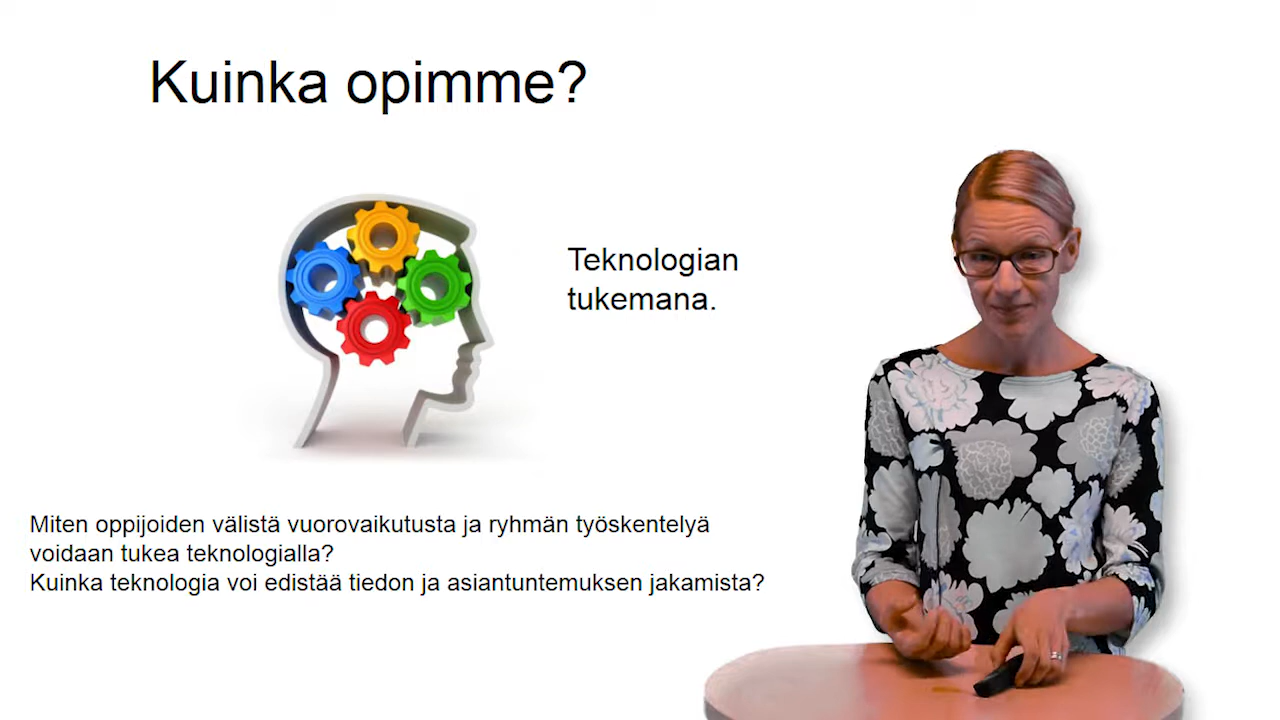 Kuinka opimme?
Teknologian
tukemana.
Miten oppijoiden välistä vuorovaikutusta ja ryhmän työskentelyä
voidaan tukea teknologialla?
Kuinka teknologia voi edistää tiedon ja asiantuntemuksen jakamista?